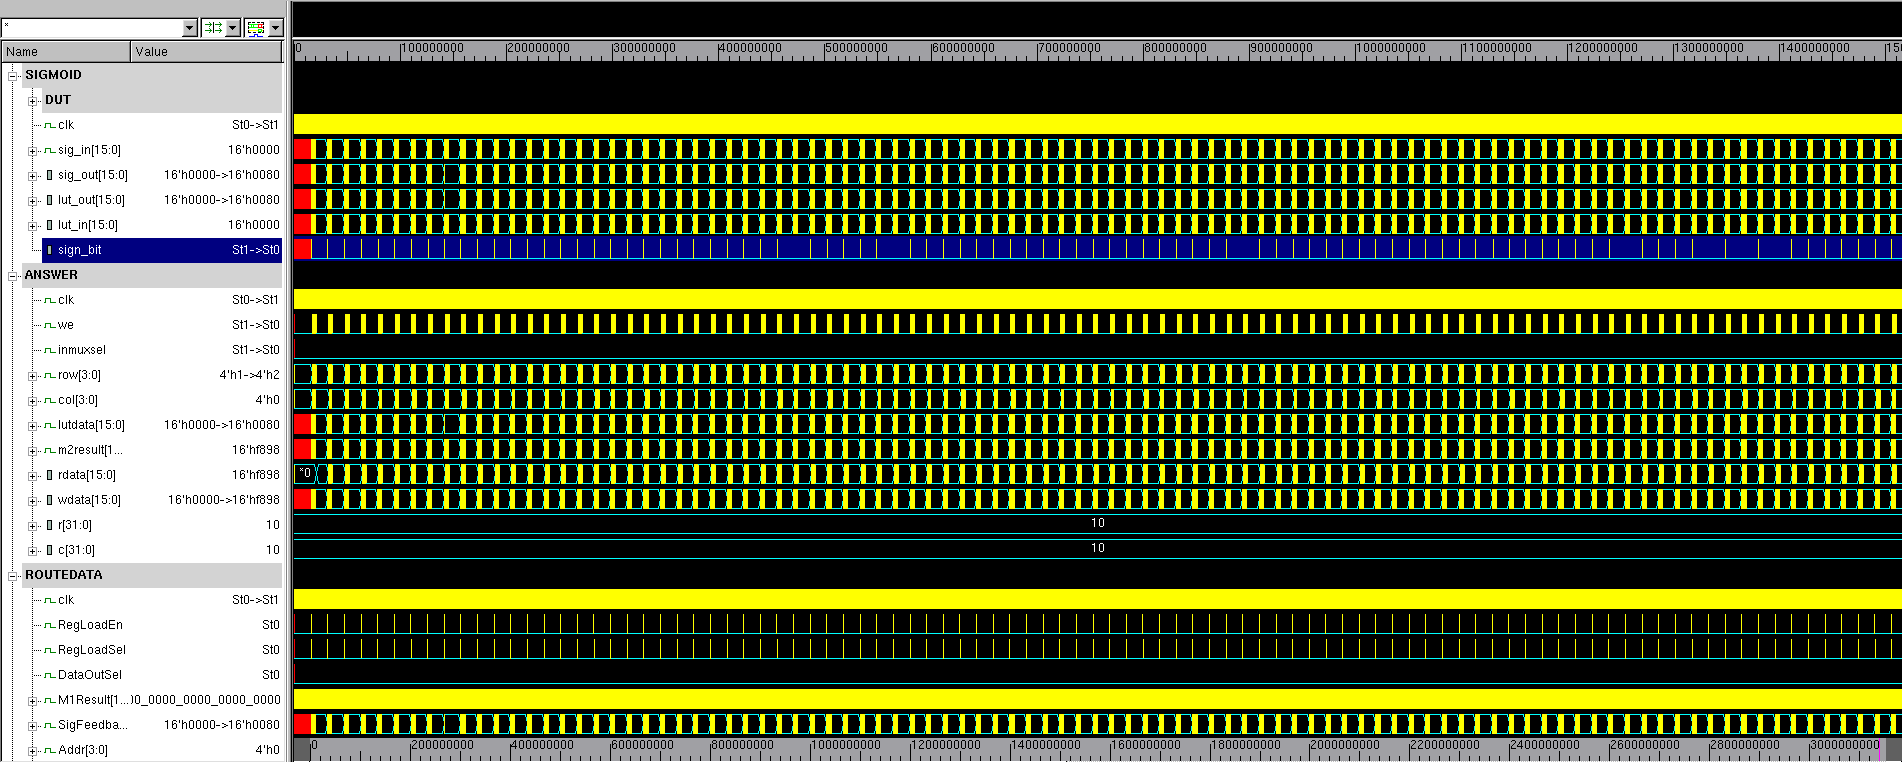 *
Name Value
0 100000000 200000000 300000000 400000000 500000000 600000000 700000000 800000000 900000000 1000000000 1100000000 1200000000 1300000000 1400000000 150
SIGMOID
DUT
clk St0->St1
sig_in[15:0] 16'h0000
sig_out[15:0] 16'h0000->16'h0080
lut_out[15:0] 16'h0000->16'h0080
lut_in[15:0] 16'h0000
sign_bit St1->St0
ANSWER
clk St0->St1
we St1->St0
inmuxsel St1->St0
row[3:0] 4'h1->4'h2
col[3:0] 4'h0
lutdata[15:0] 16'h0000->16'h0080
m2result[1... 16'hf898
rdata[15:0] 16'hf898 *0
wdata[15:0] 16'h0000->16'hf898
r[31:0] 10 10
c[31:0] 10 10
ROUTEDATA
clk St0->St1
RegLoadEn St0
RegLoadSel St0
DataOutSel St0
M1Result[1... )0_0000_0000_0000_0000
SigFeedba... 16'h0000->16'h0080
Addr[3:0] 4'h0
0 200000000 400000000 600000000 800000000 1000000000 1200000000 1400000000 1600000000 1800000000 2000000000 2200000000 2400000000 2600000000 2800000000 3000000000